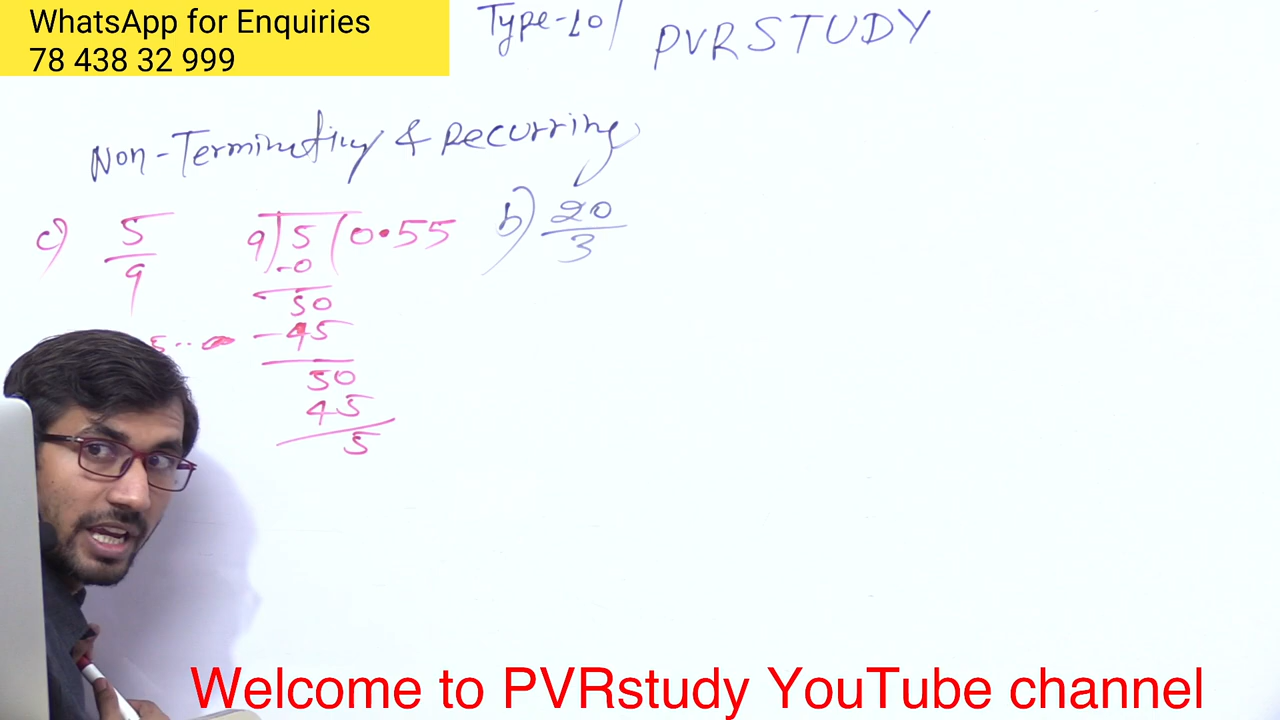 WhatsApp for Enquiries
78 438 32 999
Type-10/ PVRSTUDY
Non-Terminating & Recurring
c) 5/9
9)5(0.55
-0
50
-45
5..
50
45
5
b) 20/3
Welcome to PVRstudy YouTube channel